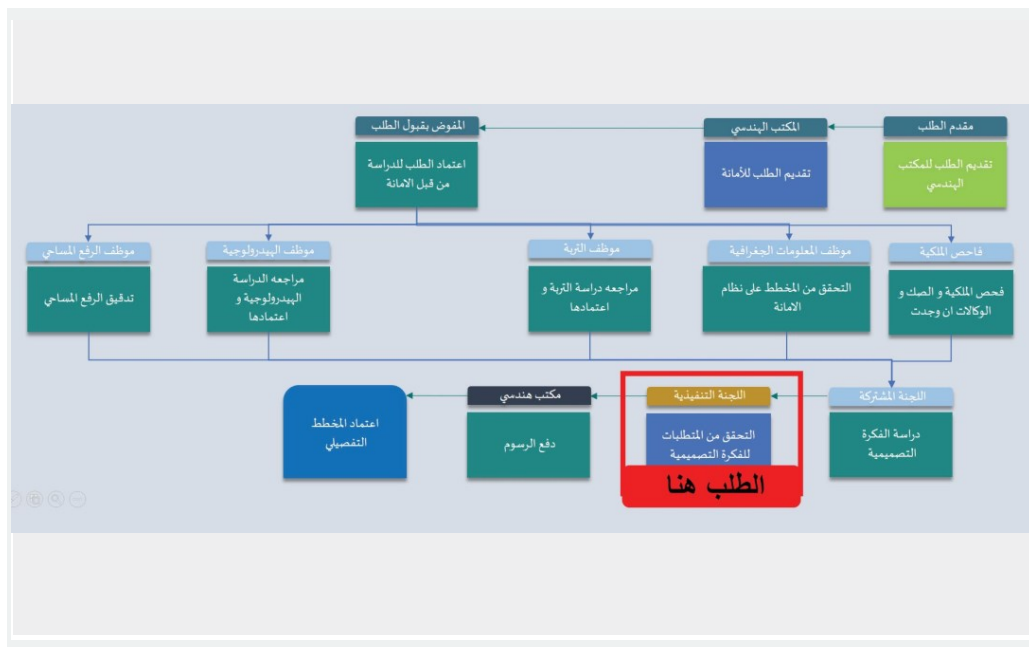 مقدم الطلب
تقديم الطلب للمكتب
الهندسي
المكتب الهندسي
تقديم الطلب للأمانة
المفوض بقبول الطلب
اعتماد الطلب للدراسة
من قبل الامانة
فاحص الملكية
فحص الملكية و الصك و
الوكالات ان وجدت
موظف المعلومات الجغرافية
التحقق من المخطط على نظام
الامانة
موظف التربة
مراجعه دراسة التربة و
اعتمادها
موظف الهيدرولوجية
مراجعه الدراسة
الهيدرولوجية و
اعتمادها
موظف الرفع المساحي
تدقيق الرفع المساحي
اللجنة المشتركة
دراسة الفكرة
التصميمية
اللجنة التنفيذية
التحقق من المتطلبات
للفكرة التصميمية
الطلب هنا
مكتب هندسي
دفع الرسوم
اعتماد المخطط
التفصيلي